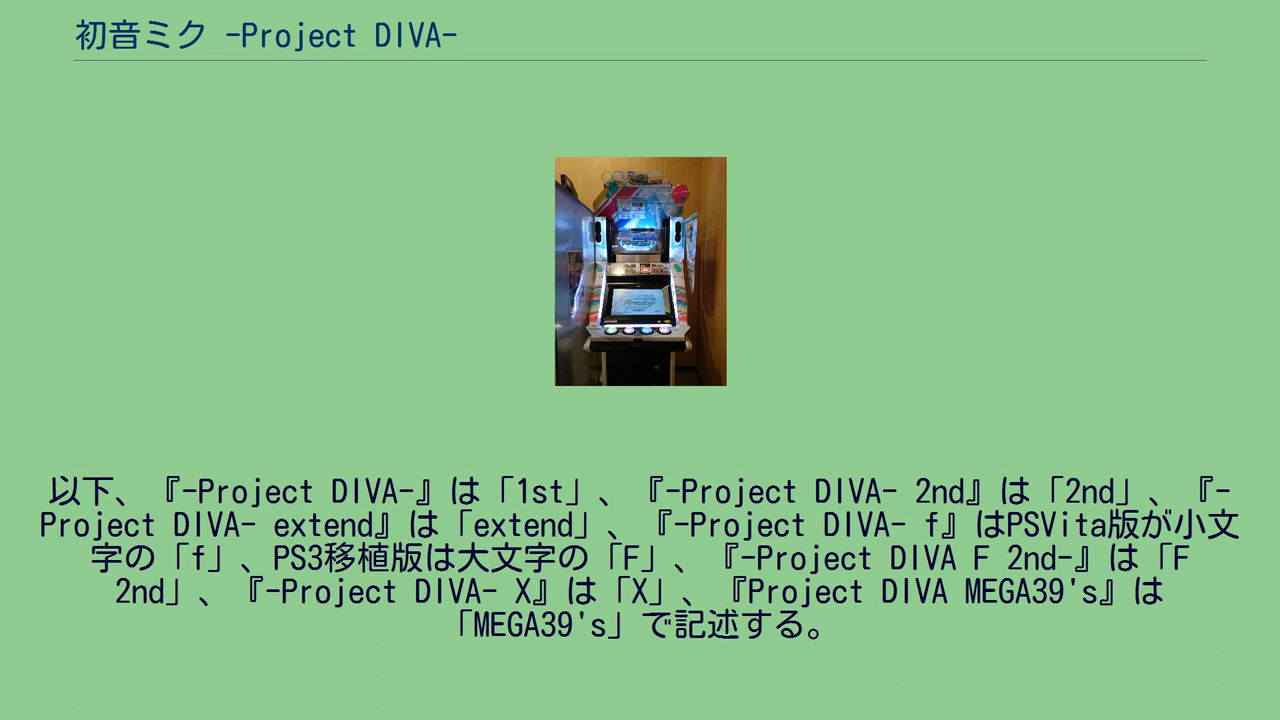 初音ミク -Project DIVA-
以下、『-Project DIVA-』は「1st」、『-Project DIVA- 2nd』は「2nd」、『-
Project DIVA- extend』は「extend」、『-Project DIVA- f』はPSVita版が小文
字の「f」、PS3移植版は大文字の「F」、『-Project DIVA F 2nd-』は「F
2nd」、『-Project DIVA- X』は「X」、『Project DIVA MEGA39's』は
「MEGA39's」で記述する。